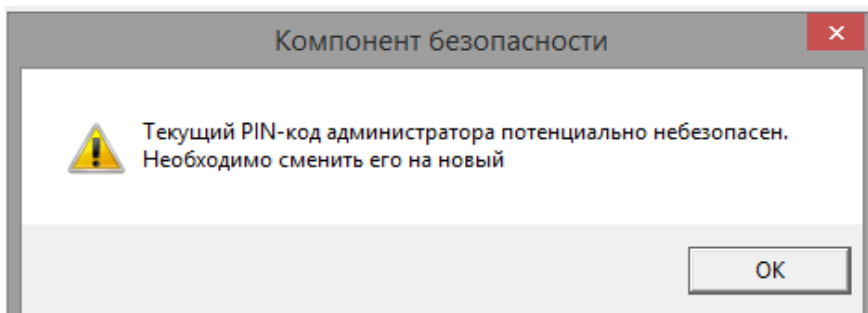 Компонент безопасности
Текущий PIN-код администратора потенциально небезопасен.
Необходимо сменить его на новый
OK